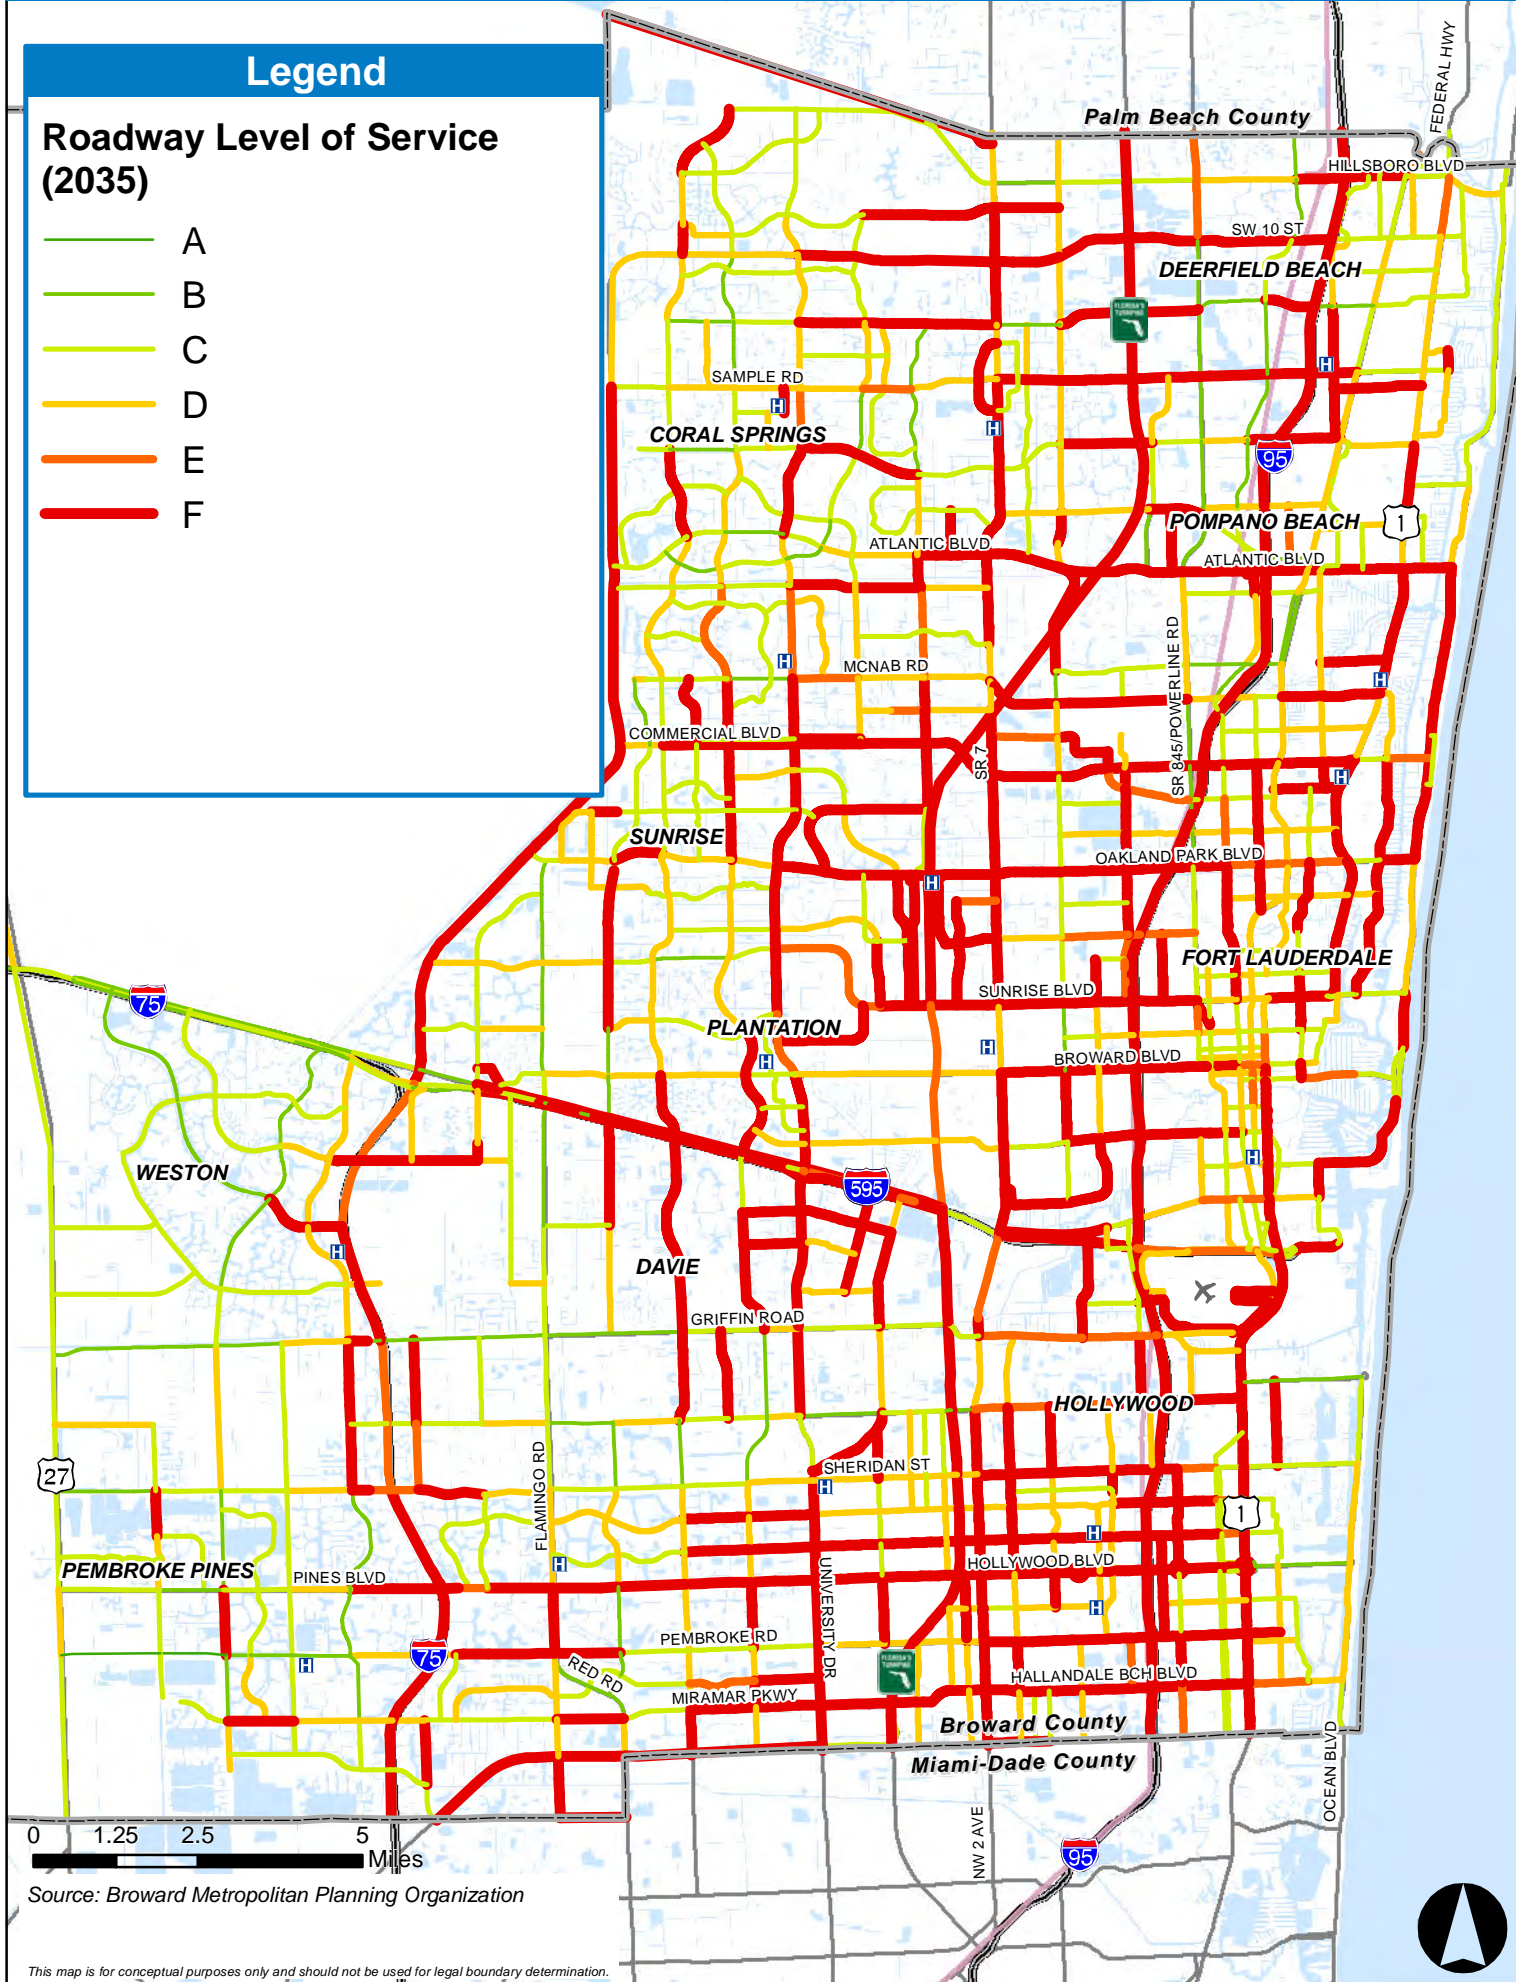 Legend
Roadway Level of Service
(2035)
A
B
C
D
E
F
Palm Beach County
FEDERAL HWY
HILLSBORO BLVD
SW 10 ST
DEERFIELD BEACH
FLORIDA'S
TURNPIKE
H
SAMPLE RD
H
CORAL SPRINGS
H
95
POMPANO BEACH
1
ATLANTIC BLVD
ATLANTIC BLVD
SR 845/POWERLINE RD
H
MCNAB RD
H
COMMERCIAL BLVD
SR 7
H
SUNRISE
OAKLAND PARK BLVD
H
FORT LAUDERDALE
75
SUNRISE BLVD
PLANTATION
H
H
BROWARD BLVD
WESTON
H
595
H
DAVIE
GRIFFIN ROAD
HOLLYWOOD
FLAMINGO RD
SHERIDAN ST
27
H
1
H
H
PEMBROKE PINES
PINES BLVD
HOLLYWOOD BLVD
UNIVERSITY DR
H
PEMBROKE RD
75
H
RED RD
FLORIDA'S
TURNPIKE
HALLANDALE BCH BLVD
MIRAMAR PKWY
Broward County
Miami-Dade County
OCEAN BLVD
NW 2 AVE
95
0 1.25 2.5 5
Miles
Source: Broward Metropolitan Planning Organization
This map is for conceptual purposes only and should not be used for legal boundary determination.